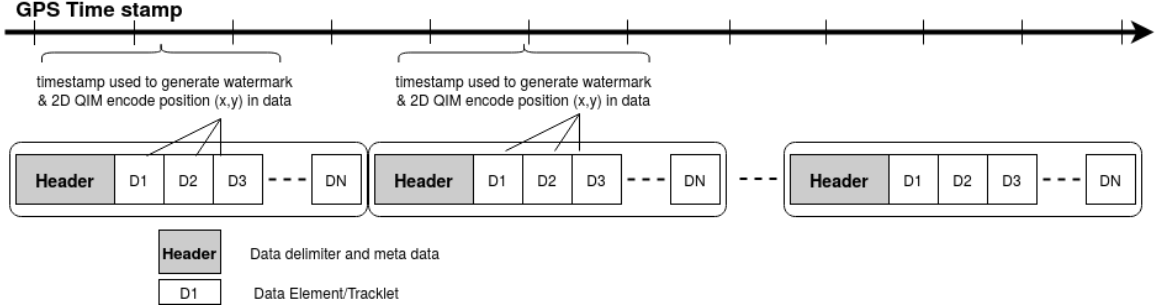 GPS Time stamp
timestamp used to generate watermark
& 2D QIM encode position (x,y) in data
timestamp used to generate watermark
& 2D QIM encode position (x,y) in data
Header D1 D2 D3 DN Header D1 D2 D3 DN Header D1 D2 D3 DN
Header Data delimiter and meta data
D1 Data Element/Tracklet